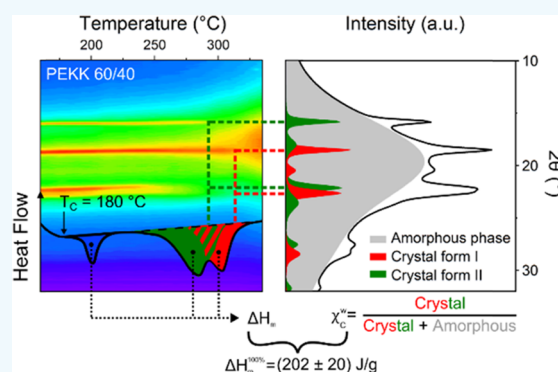 Temperature (°C)
Intensity (a.u.)
200 250 300
PEKK 60/40
Heat Flow
T_C = 180 °C
10
20
30
2θ (°)
Amorphous phase
Crystal form I
Crystal form II
ΔH_m
χ_C^w = Crystal
Crystal + Amorphous
ΔH^100% = (202 ± 20) J/g